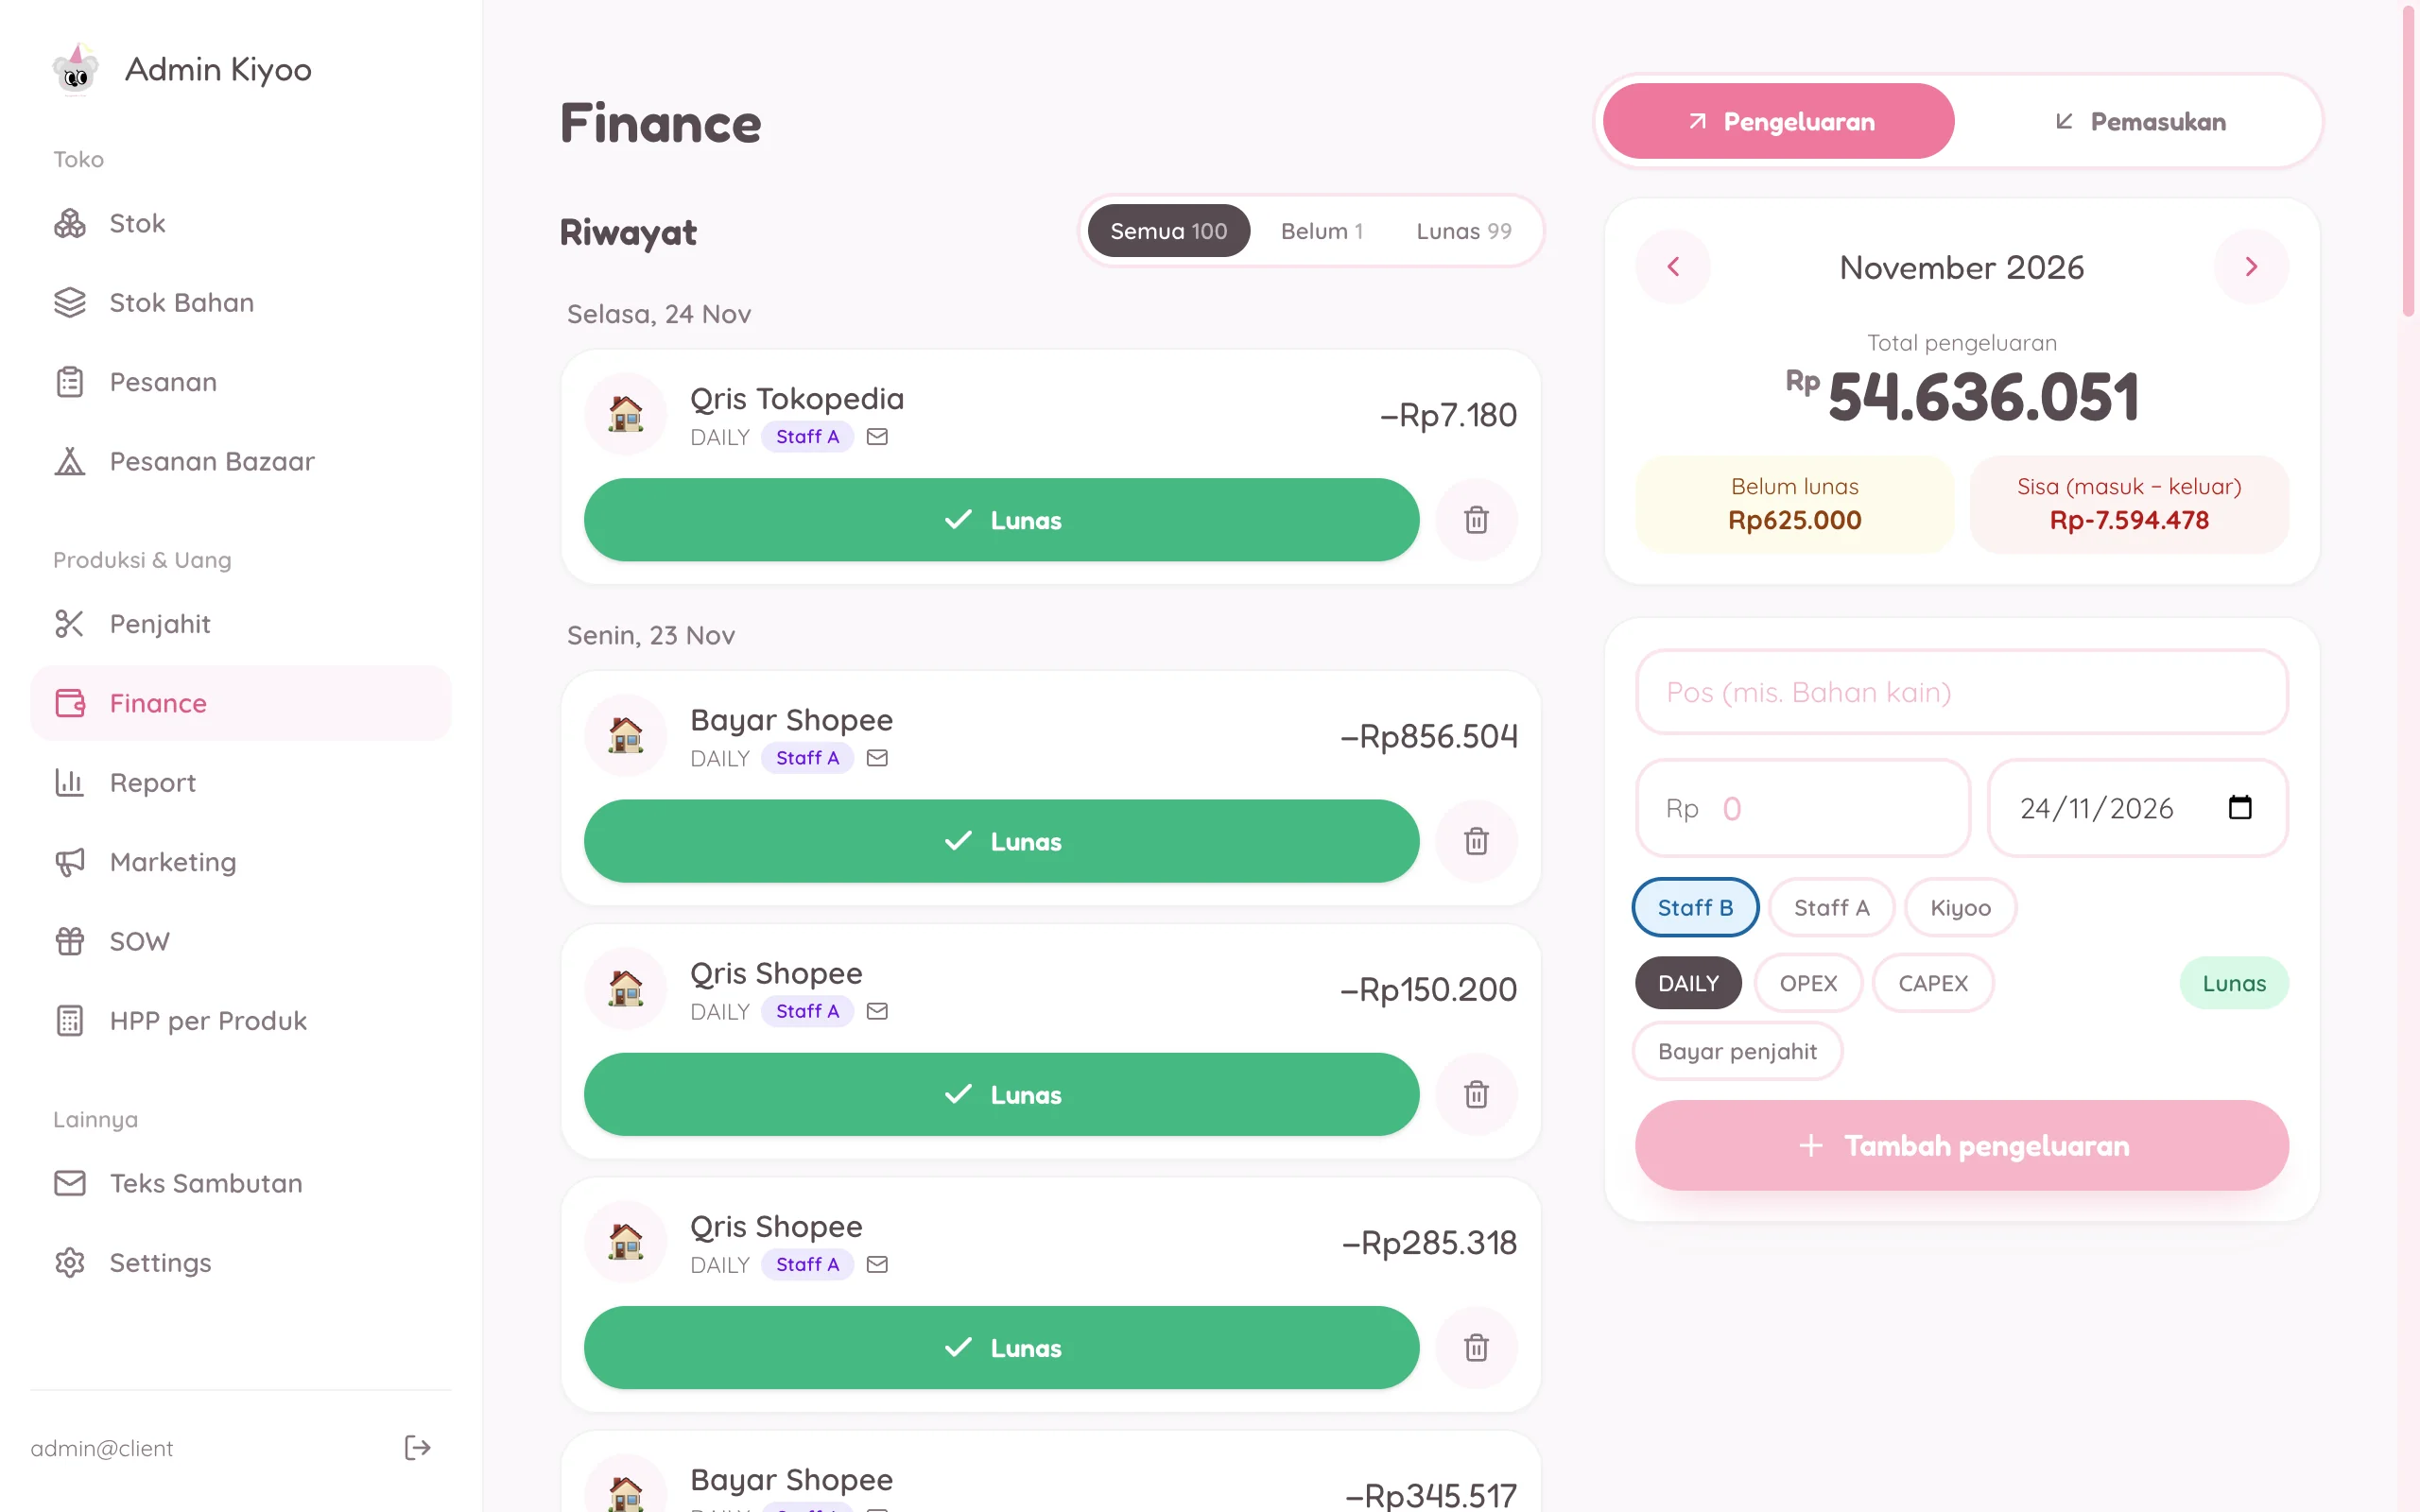 Admin Kiyoo
Toko
Stok
Stok Bahan
Pesanan
Pesanan Bazaar
Produksi & Uang
Penjahit
Finance
Report
Marketing
SOW
HPP per Produk
Lainnya
Teks Sambutan
Settings
admin@client
Finance
Riwayat
Semua 100
Belum 1
Lunas 99
Selasa, 24 Nov
Qris Tokopedia
DAILY Staff A
–Rp7.180
Lunas
Senin, 23 Nov
Bayar Shopee
DAILY Staff A
–Rp856.504
Lunas
Qris Shopee
DAILY Staff A
–Rp150.200
Lunas
Qris Shopee
DAILY Staff A
–Rp285.318
Lunas
Bayar Shopee
–Rp345.517
Pengeluaran
Pemasukan
November 2026
Total pengeluaran
Rp 54.636.051
Belum lunas
Rp625.000
Sisa (masuk – keluar)
Rp-7.594.478
Pos (mis. Bahan kain)
Rp 0
24/11/2026
Staff B
Staff A
Kiyoo
DAILY
OPEX
CAPEX
Lunas
Bayar penjahit
+ Tambah pengeluaran